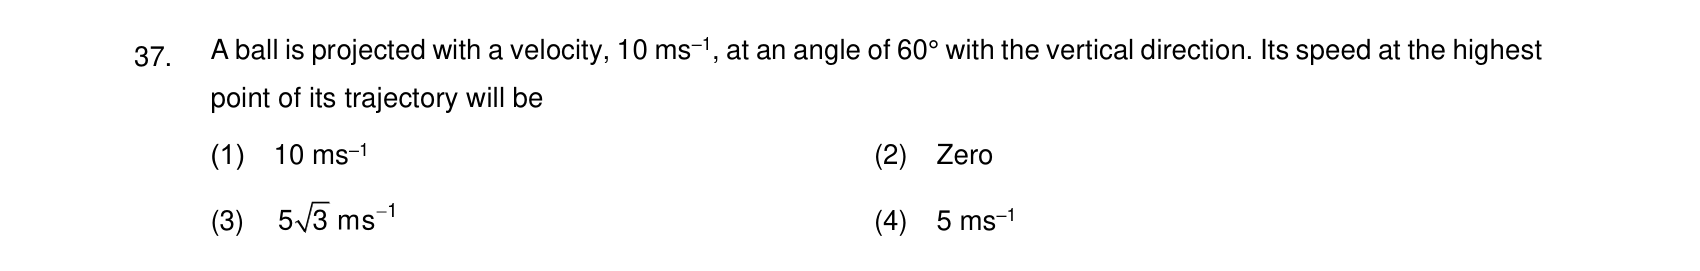 37. A ball is projected with a velocity, 10 ms⁻¹, at an angle of 60° with the vertical direction. Its speed at the highest
point of its trajectory will be
(1) 10 ms⁻¹ (2) Zero
(3) 5√3 ms⁻¹ (4) 5 ms⁻¹